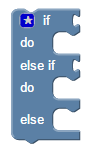 if
do
else if
do
else